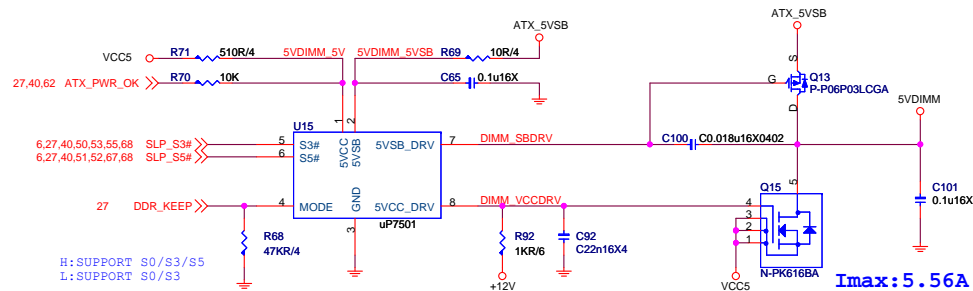 ATX_5VSB
ATX_5VSB
VCC5
R71
510R/4
5VDIMM_5V
5VDIMM_5VSB
R69
10R/4
27,40,62 ATX_PWR_OK
R70
10K
C65
0.1u16X
S
G
Q13
P-P06P03LCGA
D
5VDIMM
U15
1
2
5VCC
5VSB
6,27,40,50,53,55,68 SLP_S3#
5
S3#
5VSB_DRV
7
DIMM_SBDRV
6,27,40,51,52,67,68 SLP_S5#
6
S5#
C100
C0.018u16X0402
27 DDR_KEEP
4
MODE
GND
3
5VCC_DRV
8
DIMM_VCCDRV
uP7501
R68
47KR/4
R92
1KR/6
+12V
C92
C22n16X4
Q15
5
4
3
2
1
N-PK616BA
VCC5
C101
0.1u16X
H:SUPPORT S0/S3/S5
L:SUPPORT S0/S3
Imax:5.56A